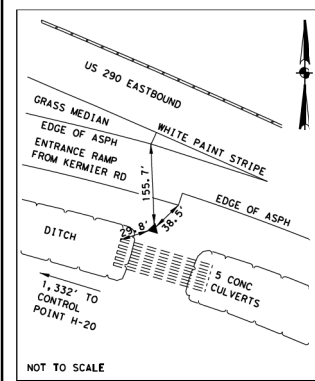 US 290 EASTBOUND
GRASS MEDIAN
WHITE PAINT STRIPE
EDGE OF ASPH
ENTRANCE RAMP
FROM KERMIER RD
155.7'
EDGE OF ASPH
38.5'
29.8'
DITCH
5 CONC
CULVERTS
1,332' TO
CONTROL
POINT H-20
NOT TO SCALE